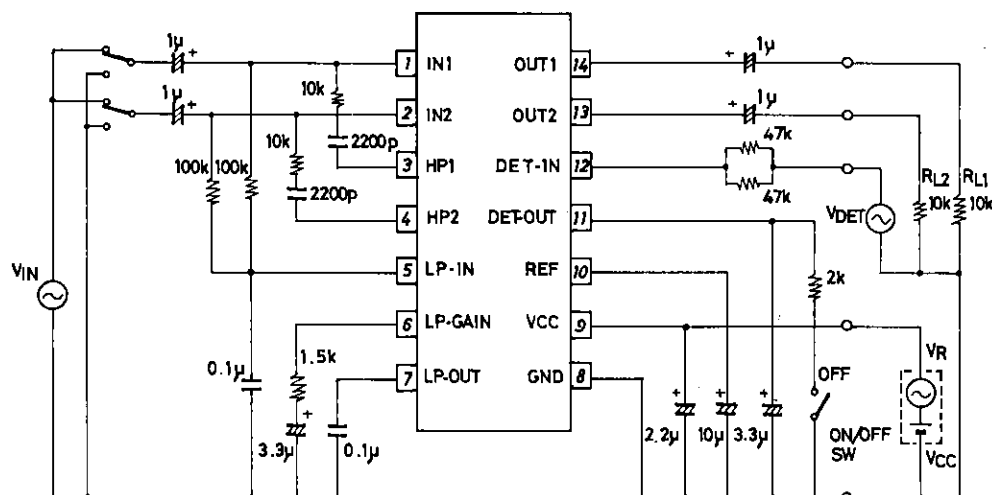 1μ +
1 IN1
OUT1 14
1μ
+
10k
1μ +
2 IN2
OUT2 13
+ 1μ
10k
2200p
47k
100k 100k
3 HP1
DET-IN 12
47k
RL2 10k
RL1 10k
2200p
VDET
4 HP2
DET-OUT 11
VIN
5 LP-IN
REF 10
2k
6 LP-GAIN
VCC 9
1.5k
VR
0.1μ
7 LP-OUT
GND 8
OFF
+
3.3μ
0.1μ
+ 2.2μ
+ 10μ
+ 3.3μ
ON/OFF SW
VCC